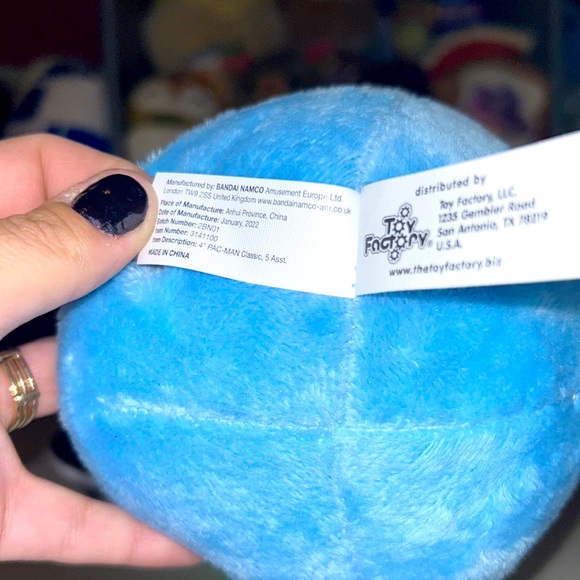 Manufactured by: BANDAI NAMCO Amusement Europe Ltd.
London TW9 2SS United Kingdom www.bandainamco-am.co.uk
Place of Manufacture: Anhui Province, China
Date of Manufacture: January, 2022
Batch Number: 2BN01
Item Number: 3141100
Item Description: 4" PAC-MAN Classic, 5 Asst.
MADE IN CHINA
distributed by
Toy Factory®
Toy Factory, LLC.
1235 Gembler Road
San Antonio, TX 78219
U.S.A.
www.thetoyfactory.biz